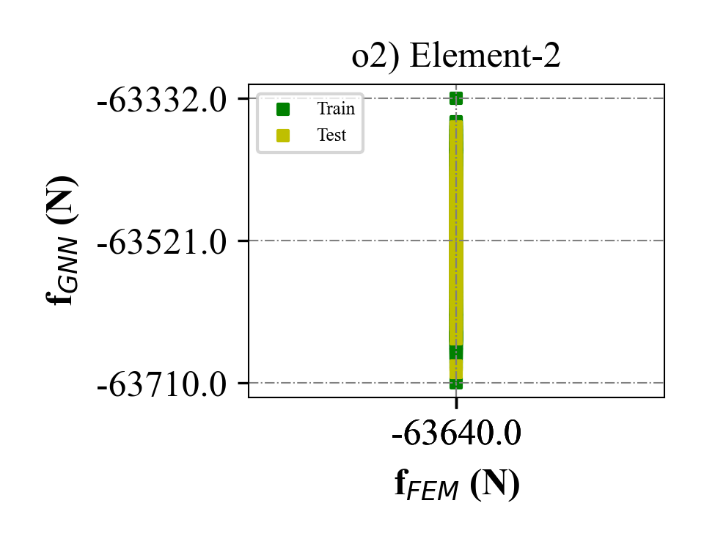 o2) Element-2
-63332.0
Train
Test
f_GNN (N)
-63521.0
-63710.0
-63640.0
f_FEM (N)